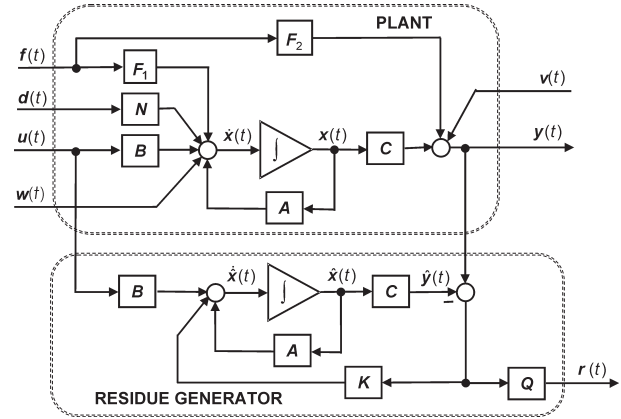 PLANT
F2
f(t)
F1
v(t)
d(t)
N
ẋ(t)
x(t)
y(t)
u(t)
B
∫
C
w(t)
A
B
x̂̇(t)
∫
x̂(t)
C
ŷ(t)
−
A
r(t)
K
Q
RESIDUE GENERATOR